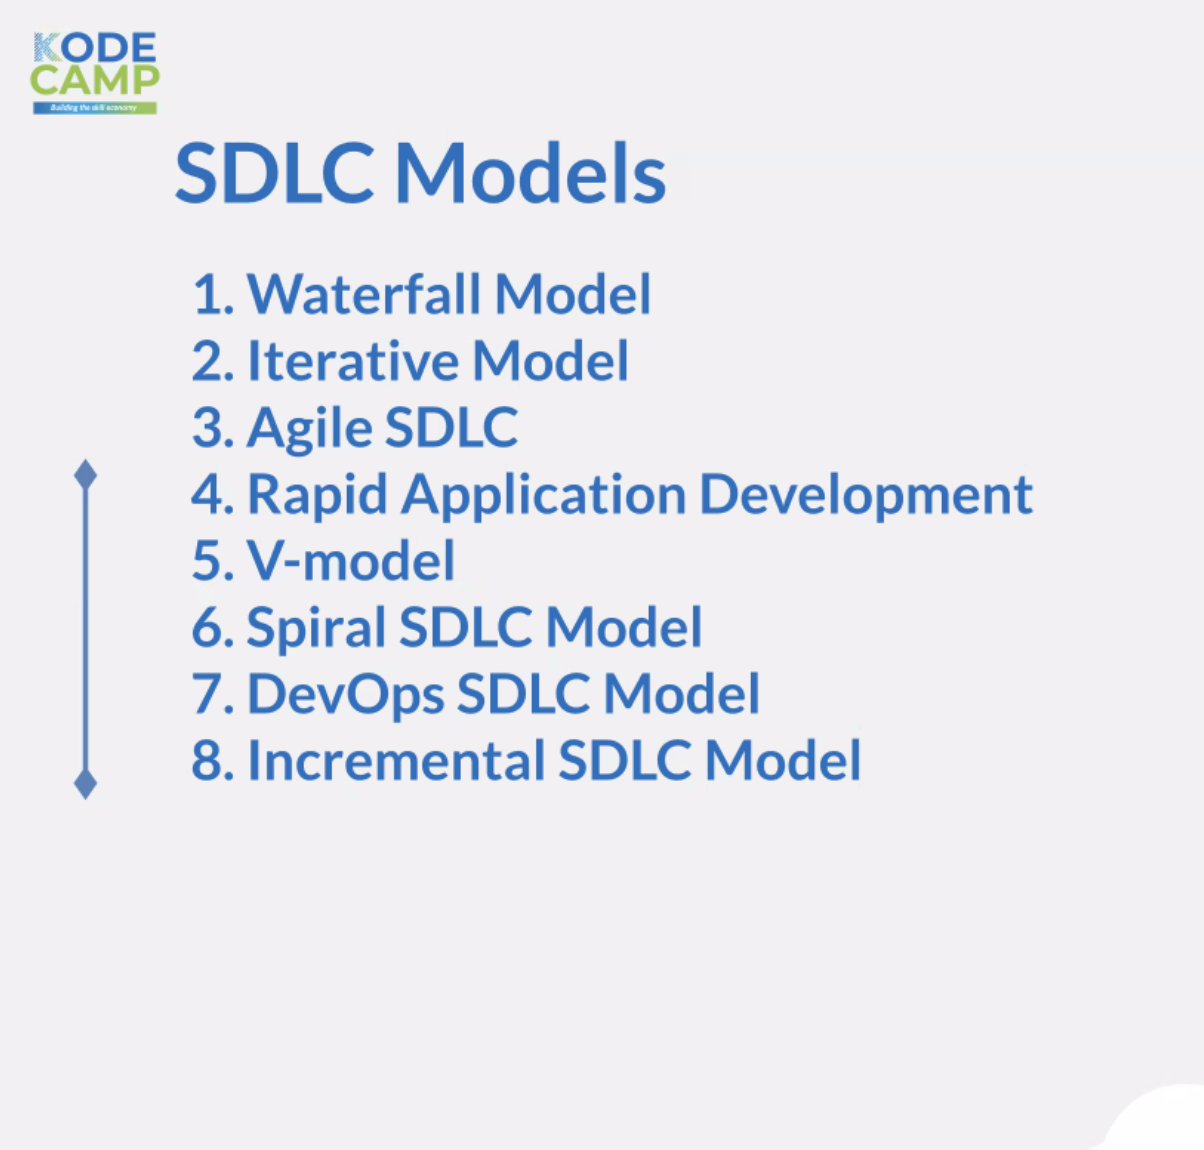 KODE
CAMP
Building the skill economy
SDLC Models
1. Waterfall Model
2. Iterative Model
3. Agile SDLC
4. Rapid Application Development
5. V-model
6. Spiral SDLC Model
7. DevOps SDLC Model
8. Incremental SDLC Model